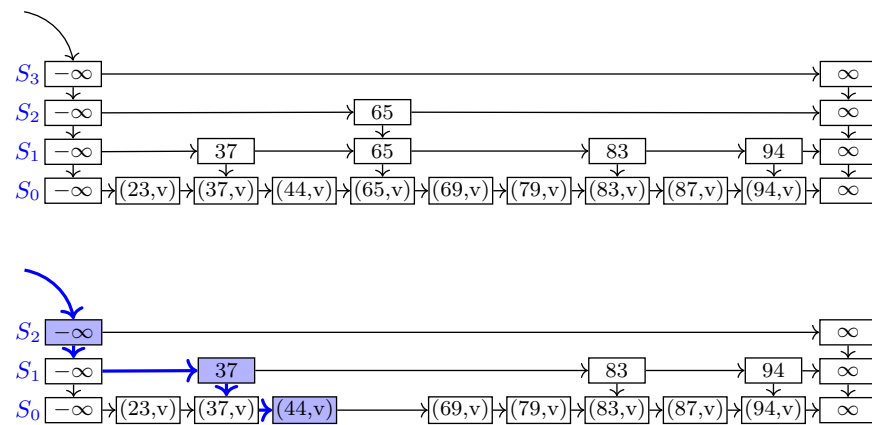 S₃ −∞ ∞
S₂ −∞ 65 ∞
S₁ −∞ 37 65 83 94 ∞
S₀ −∞ (23,v) (37,v) (44,v) (65,v) (69,v) (79,v) (83,v) (87,v) (94,v) ∞
S₂ −∞ ∞
S₁ −∞ 37 83 94 ∞
S₀ −∞ (23,v) (37,v) (44,v) (69,v) (79,v) (83,v) (87,v) (94,v) ∞